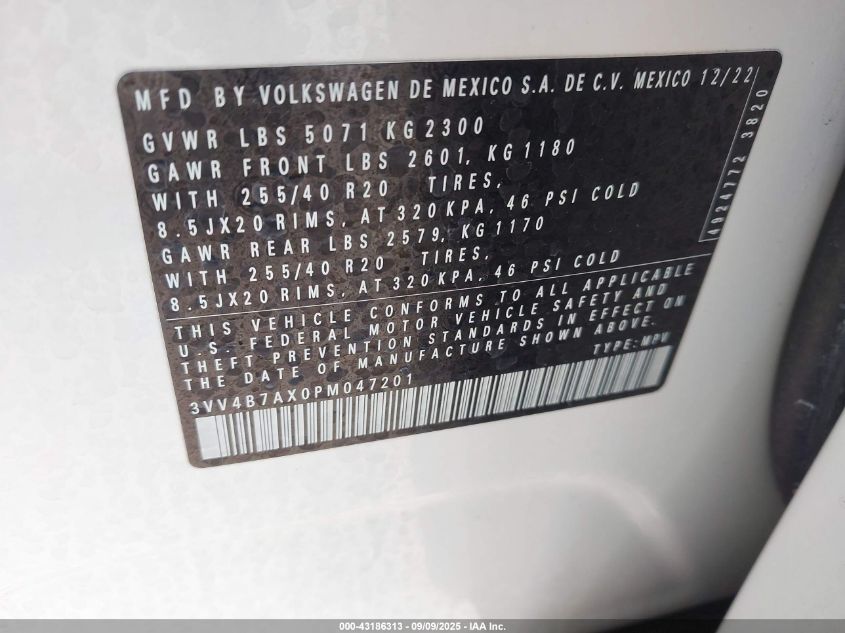 MFD BY VOLKSWAGEN DE MEXICO S.A. DE C.V. MEXICO 12/22
GVWR LBS 5071 KG 2300
GAWR FRONT LBS 2601, KG 1180
WITH 255/40 R20 TIRES,
8.5JX20 RIMS, AT 320 KPA, 46 PSI COLD
GAWR REAR LBS 2579, KG 1170
WITH 255/40 R20 TIRES,
8.5JX20 RIMS, AT 320 KPA, 46 PSI COLD
4924772 3820
THIS VEHICLE CONFORMS TO ALL APPLICABLE
U.S. FEDERAL MOTOR VEHICLE SAFETY AND
THEFT PREVENTION STANDARDS IN EFFECT ON
THE DATE OF MANUFACTURE SHOWN ABOVE.
TYPE: MPV
3VV4B7AX0PM047201
000-43186313 - 09/09/2025 - IAA Inc.